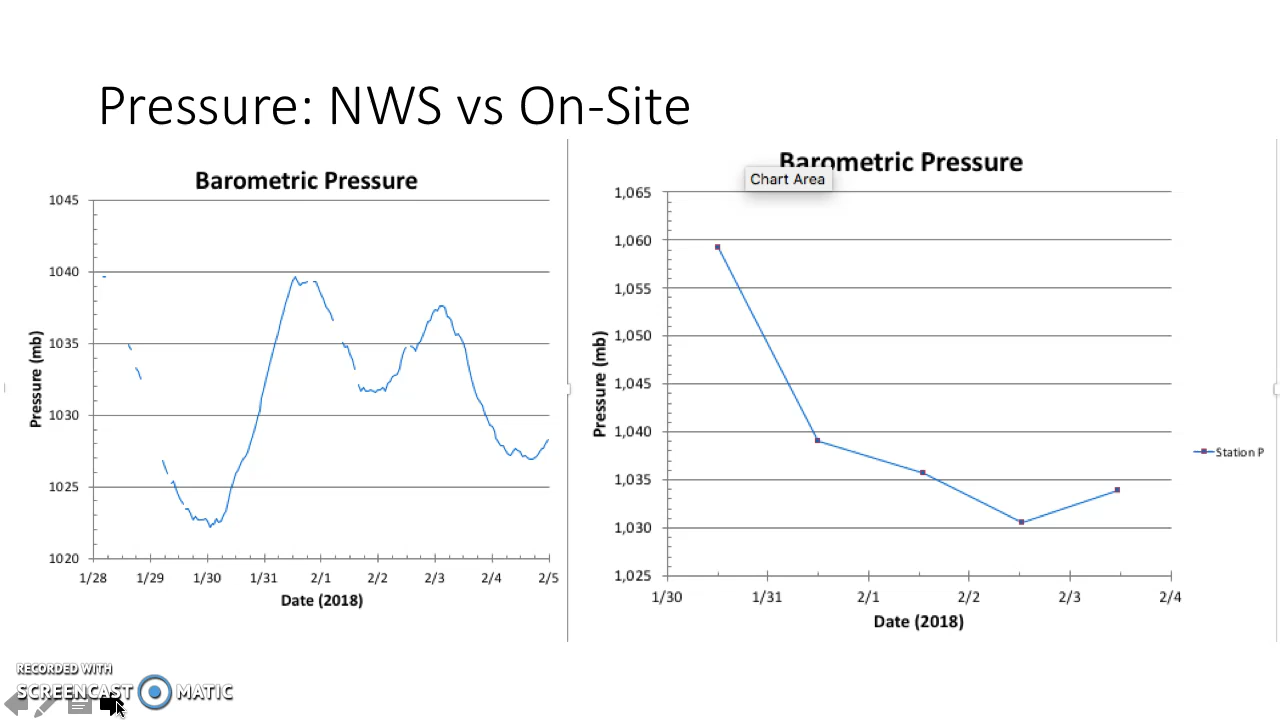 Pressure: NWS vs On-Site
Barometric Pressure
1045
1040
1035
1030
1025
1020
Pressure (mb)
1/28 1/29 1/30 1/31 2/1 2/2 2/3 2/4 2/5
Date (2018)
Barometric Pressure
Chart Area
1,065
1,060
1,055
1,050
1,045
1,040
1,035
1,030
1,025
Pressure (mb)
1/30 1/31 2/1 2/2 2/3 2/4
Date (2018)
Station P
RECORDED WITH
SCREENCAST MATIC